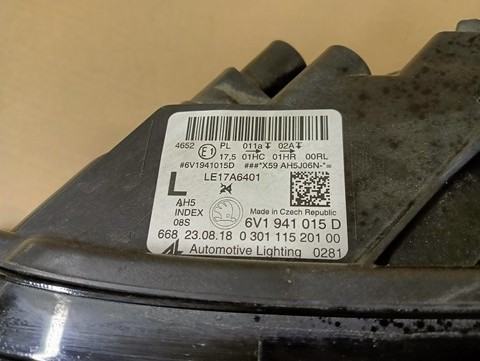 4652 E1 PL 011a 02A
17,5 01HC 01HR 00RL
#6V1941015D ###*X59 AH5J06N-*=
L LE17A6401
AH5
INDEX
08S
Made in Czech Republic
6V1 941 015 D
668 23.08.18 0 301 115 201 00
AL Automotive Lighting 0281